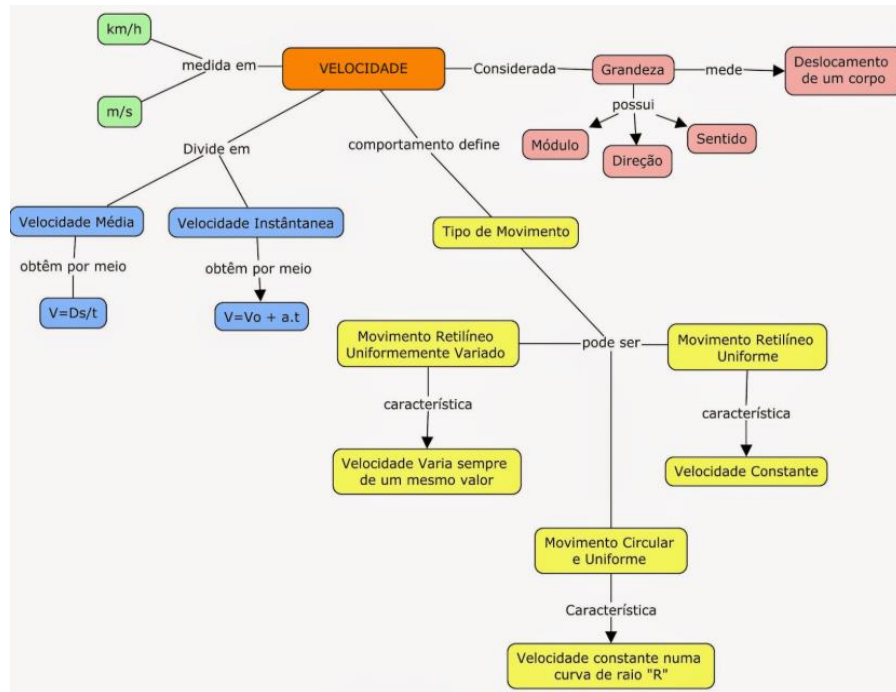 km/h
medida em
m/s
VELOCIDADE
Considerada
Grandeza
mede
Deslocamento
de um corpo
possui
Módulo
Direção
Sentido
Divide em
comportamento define
Velocidade Média
Velocidade Instântanea
obtêm por meio
obtêm por meio
V=Ds/t
V=Vo + a.t
Tipo de Movimento
pode ser
Movimento Retilíneo
Uniformemente Variado
Movimento Retilíneo
Uniforme
característica
característica
Velocidade Varia sempre
de um mesmo valor
Velocidade Constante
Movimento Circular
e Uniforme
Característica
Velocidade constante numa
curva de raio "R"